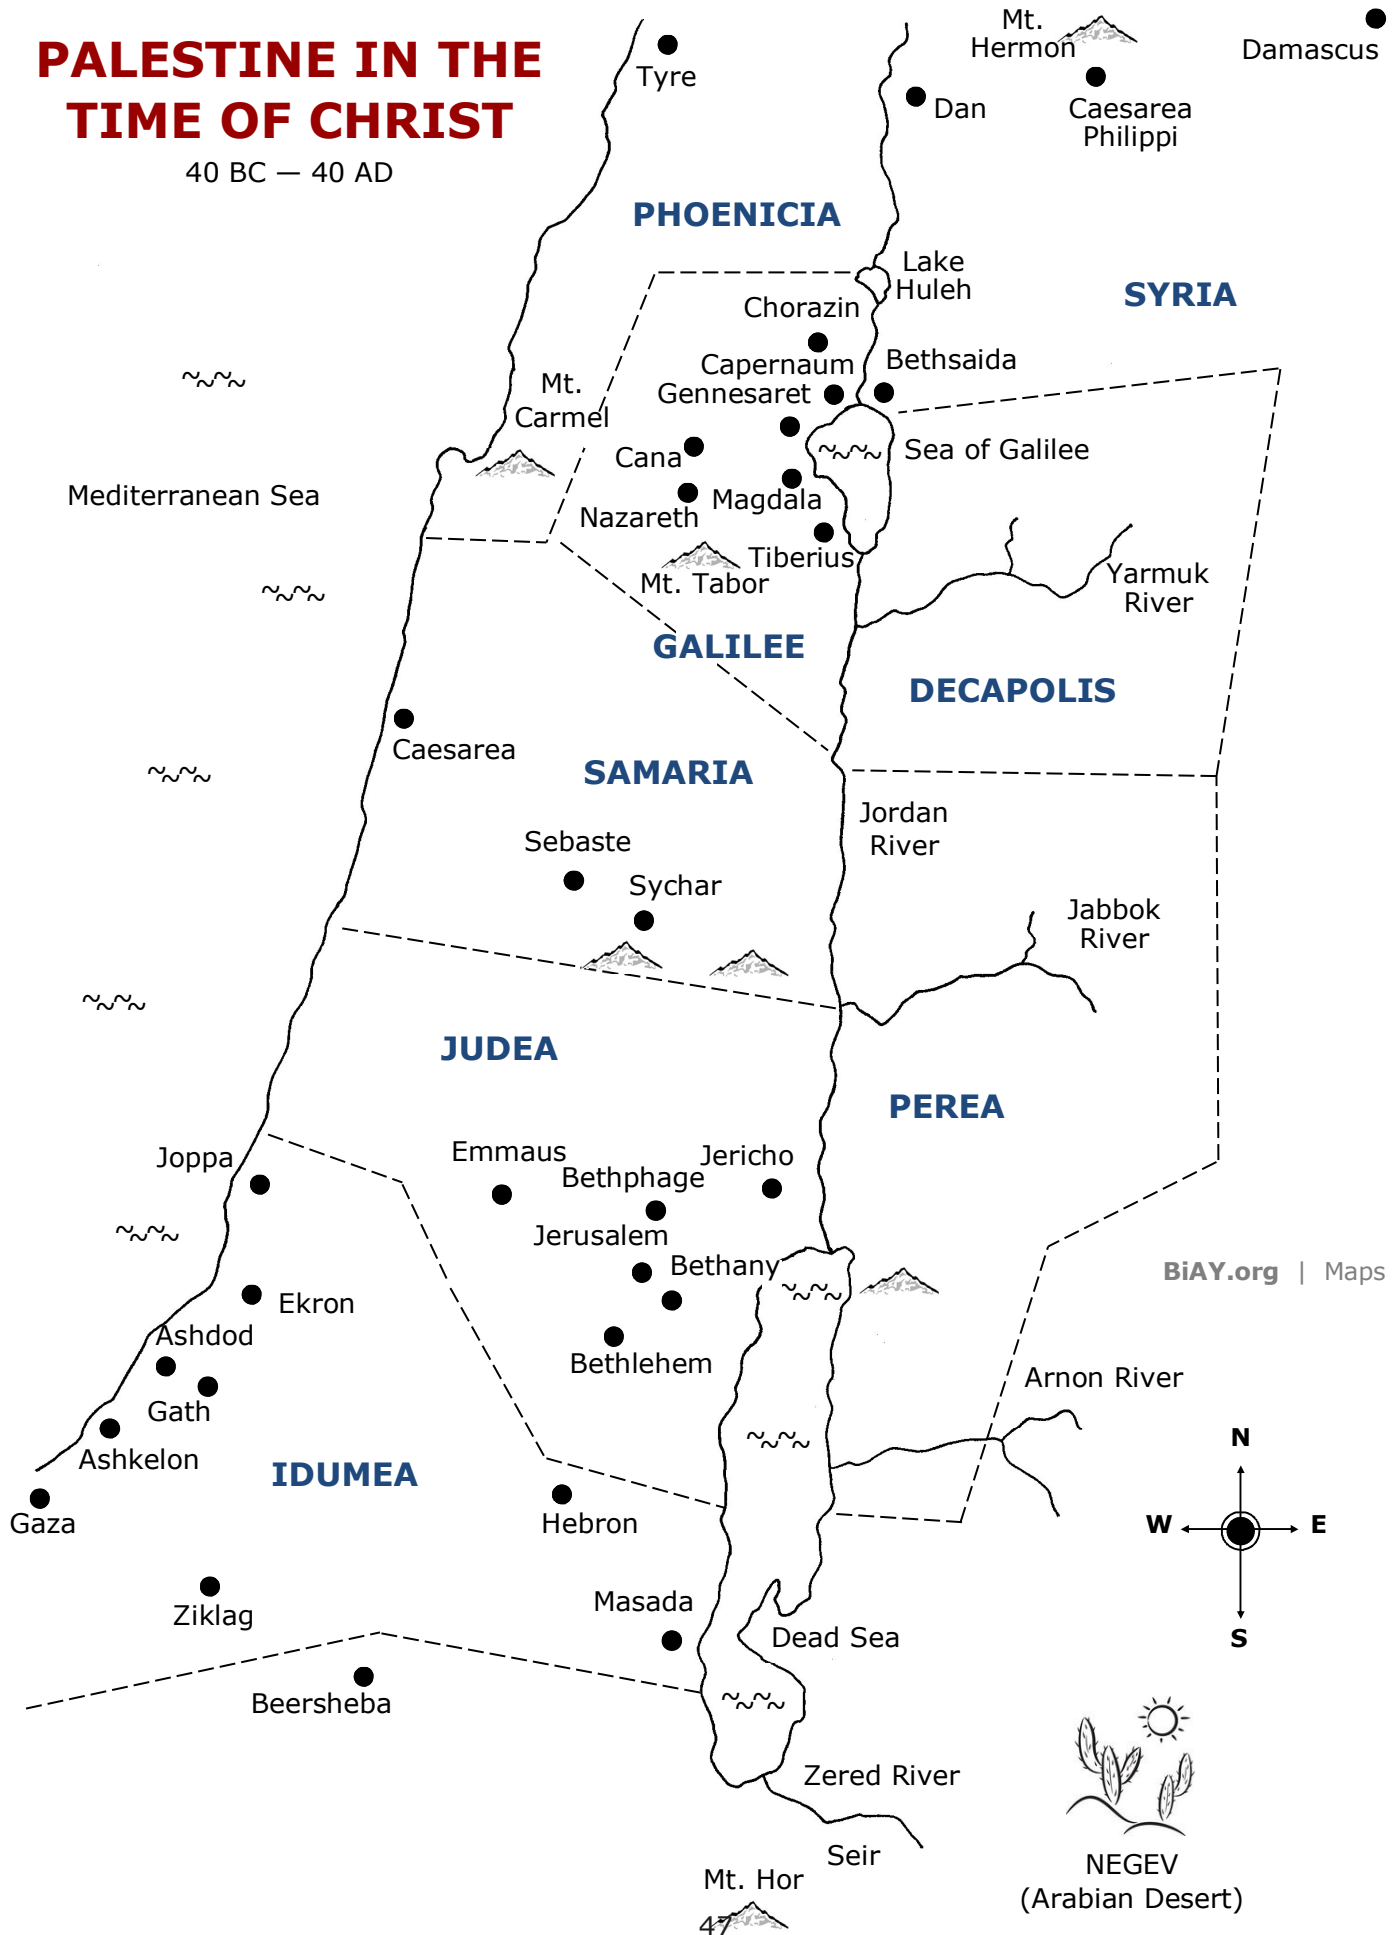 PALESTINE IN THE
TIME OF CHRIST
40 BC — 40 AD
Tyre
Mt.
Hermon
Damascus
Dan
Caesarea
Philippi
PHOENICIA
Lake
Huleh
SYRIA
Chorazin
Capernaum
Bethsaida
Gennesaret
Mt.
Carmel
Cana
Sea of Galilee
Mediterranean Sea
Magdala
Nazareth
Tiberius
Mt. Tabor
Yarmuk
River
GALILEE
DECAPOLIS
Caesarea
SAMARIA
Jordan
River
Sebaste
Sychar
Jabbok
River
JUDEA
PEREA
Joppa
Emmaus
Jericho
Bethphage
Jerusalem
Bethany
BiAY.org | Maps
Ekron
Ashdod
Bethlehem
Arnon River
Gath
Ashkelon
IDUMEA
N
W
E
S
Gaza
Hebron
Ziklag
Masada
Dead Sea
Beersheba
Zered River
Seir
NEGEV
(Arabian Desert)
Mt. Hor
47